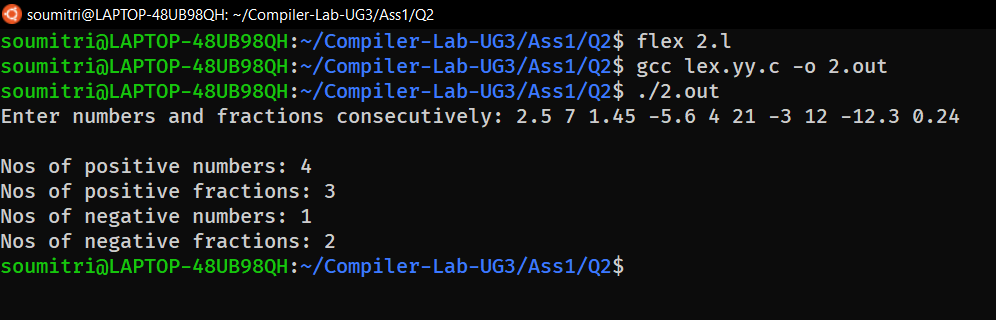 soumitri@LAPTOP-48UB98QH: ~/Compiler-Lab-UG3/Ass1/Q2
soumitri@LAPTOP-48UB98QH:~/Compiler-Lab-UG3/Ass1/Q2$ flex 2.l
soumitri@LAPTOP-48UB98QH:~/Compiler-Lab-UG3/Ass1/Q2$ gcc lex.yy.c -o 2.out
soumitri@LAPTOP-48UB98QH:~/Compiler-Lab-UG3/Ass1/Q2$ ./2.out
Enter numbers and fractions consecutively: 2.5 7 1.45 -5.6 4 21 -3 12 -12.3 0.24
Nos of positive numbers: 4
Nos of positive fractions: 3
Nos of negative numbers: 1
Nos of negative fractions: 2
soumitri@LAPTOP-48UB98QH:~/Compiler-Lab-UG3/Ass1/Q2$